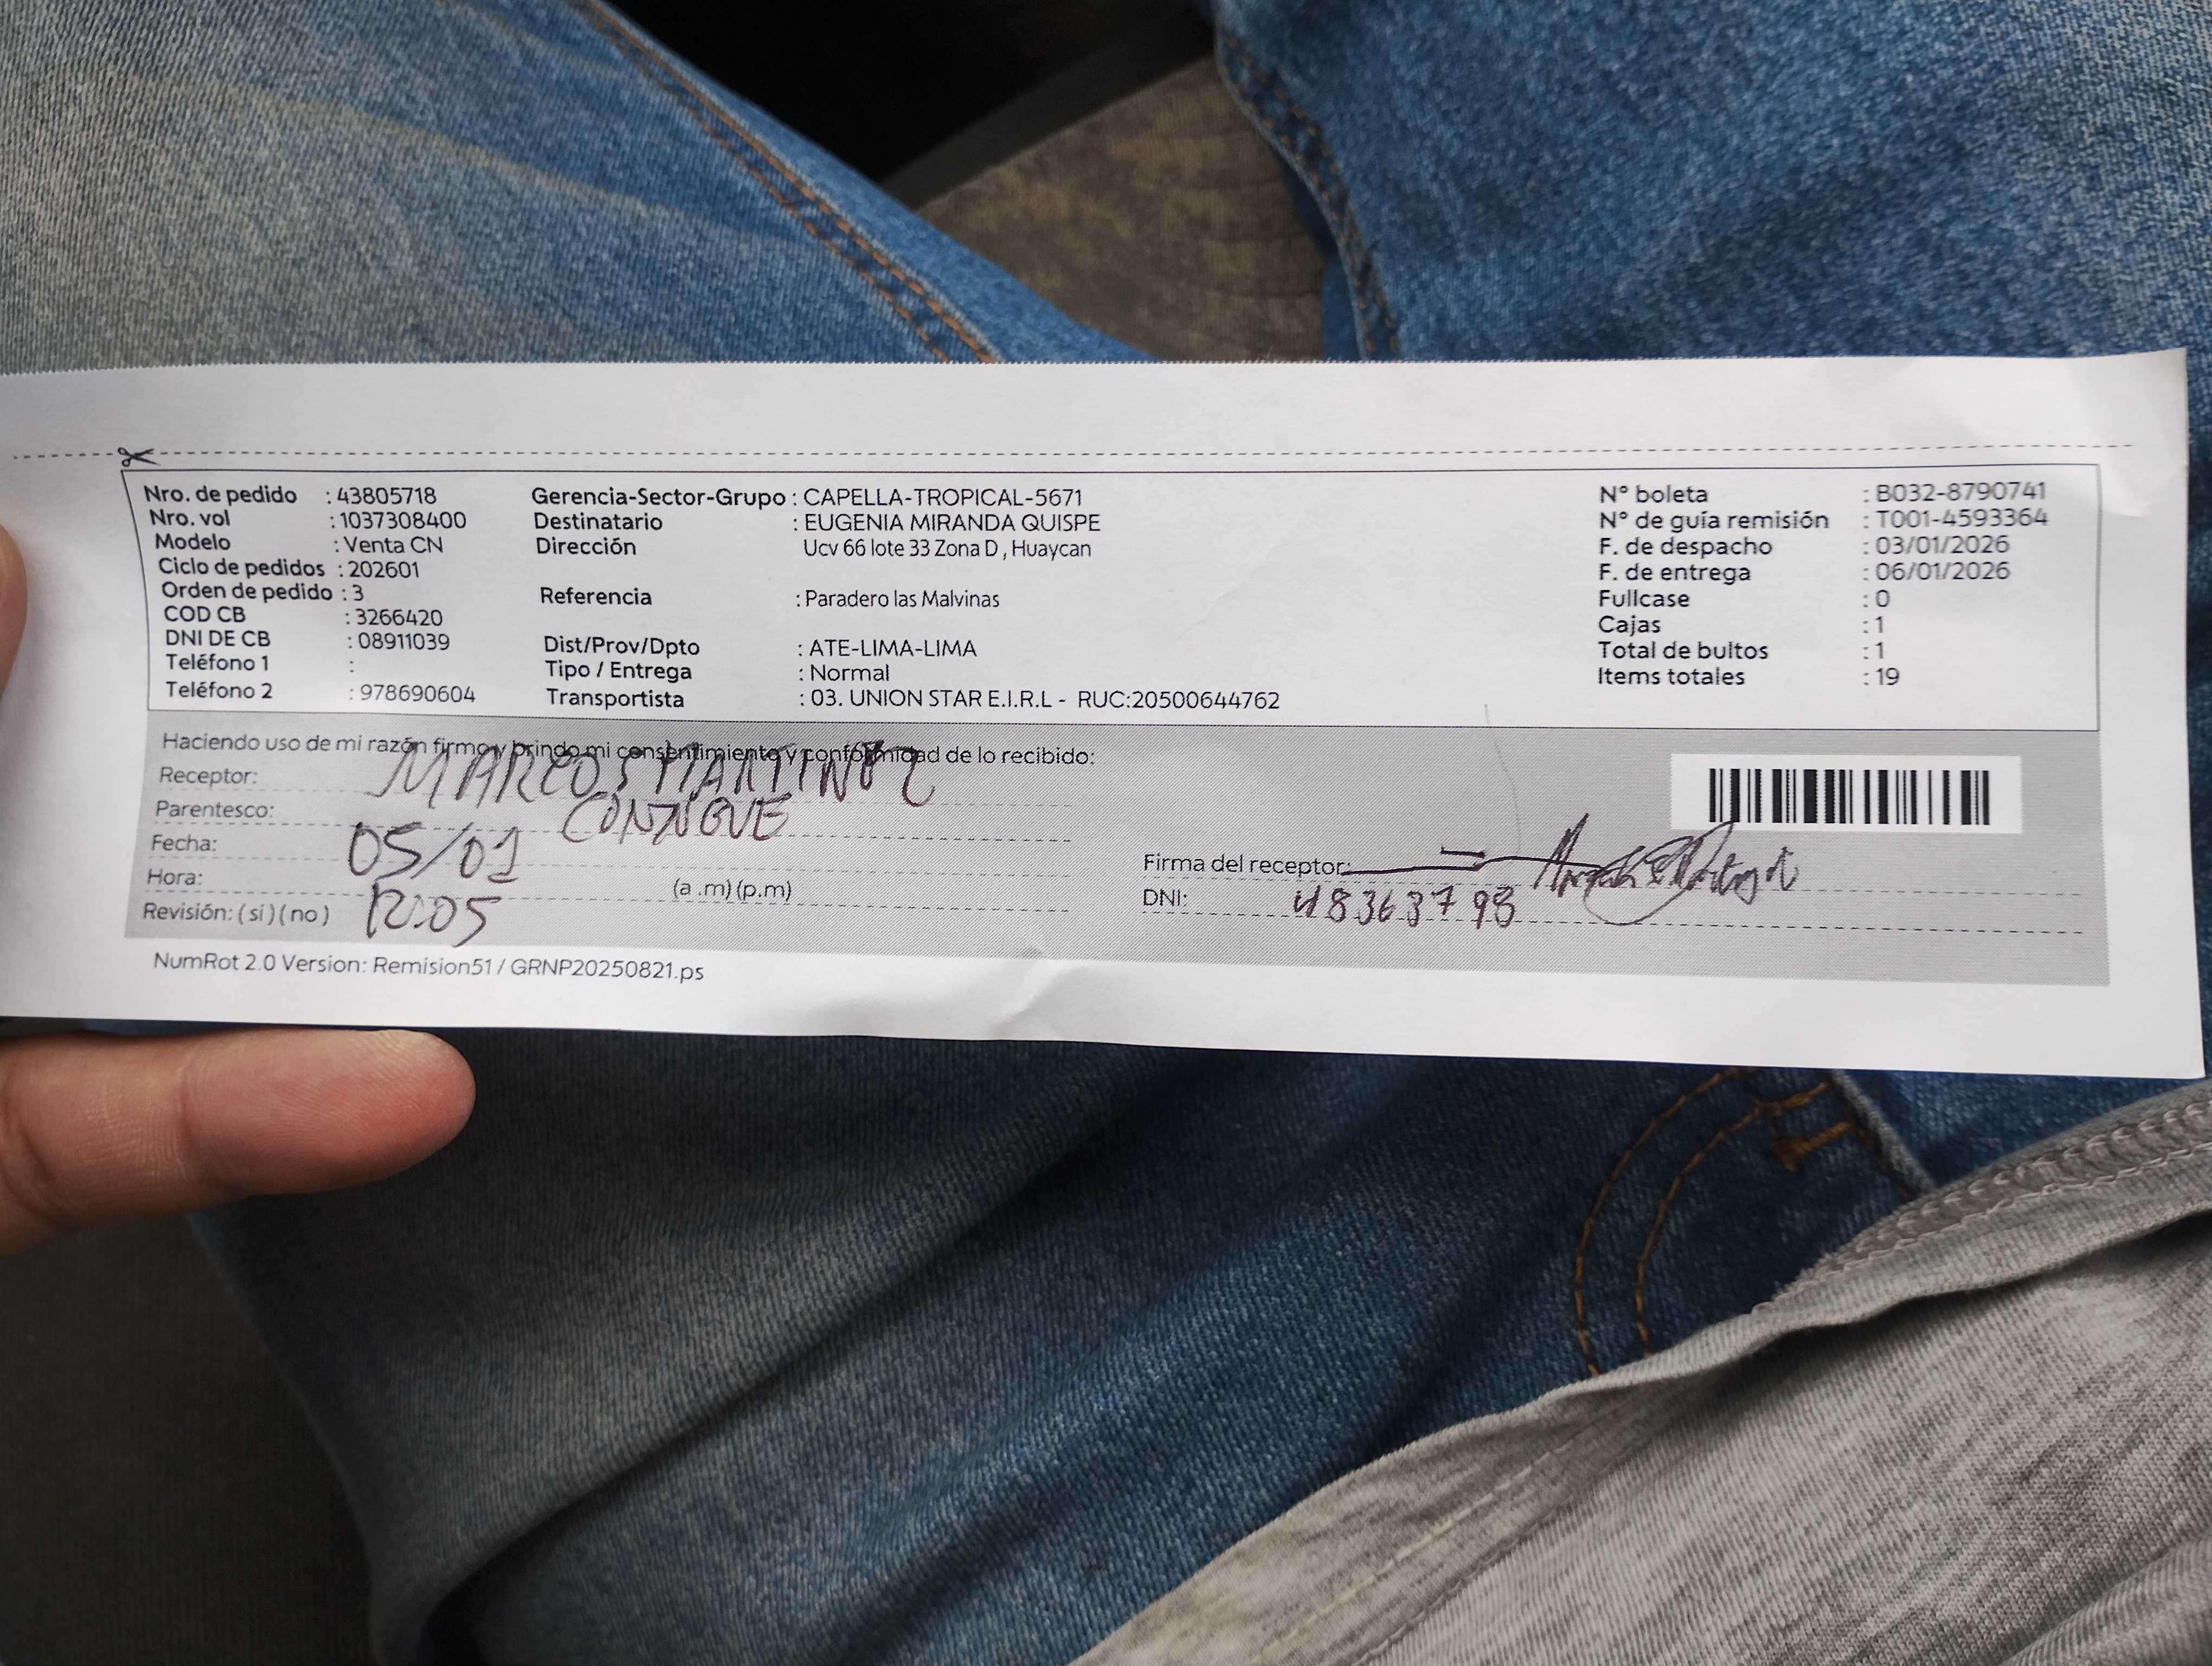 Nro. de pedido : 43805718
Nro. vol : 1037308400
Modelo : Venta CN
Ciclo de pedidos : 202601
Orden de pedido : 3
COD CB : 3266420
DNI DE CB : 08911039
Teléfono 1 :
Teléfono 2 : 978690604
Gerencia-Sector-Grupo : CAPELLA-TROPICAL-5671
Destinatario : EUGENIA MIRANDA QUISPE
Dirección Ucv 66 lote 33 Zona D , Huaycan
Referencia : Paradero las Malvinas
Dist/Prov/Dpto : ATE-LIMA-LIMA
Tipo / Entrega : Normal
Transportista : 03. UNION STAR E.I.R.L - RUC:20500644762
N° boleta : B032-8790741
N° de guía remisión : T001-4593364
F. de despacho : 03/01/2026
F. de entrega : 06/01/2026
Fullcase : 0
Cajas : 1
Total de bultos : 1
Items totales : 19
Haciendo uso de mi razón firmo y brindo mi consentimiento y conformidad de lo recibido:
Receptor: MARCOS MARTINEZ
Parentesco:
Fecha: 05/01
Hora: (a .m) (p.m)
Revisión: ( si ) ( no ) 12:05
Firma del receptor:
DNI: 48363798
NumRot 2.0 Version: Remision51 / GRNP20250821.ps